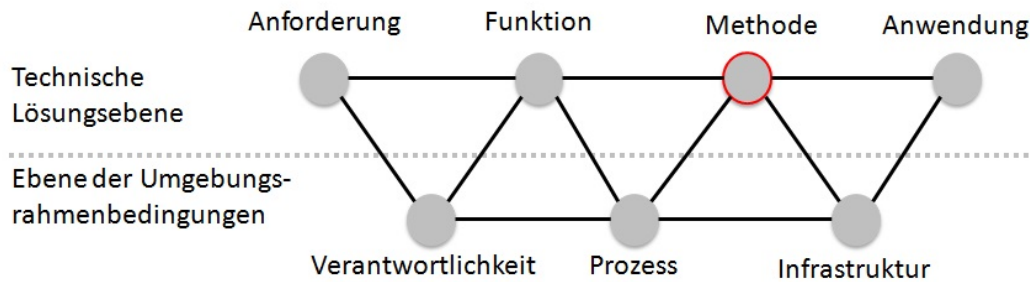 Anforderung
Funktion
Methode
Anwendung
Technische
Lösungsebene
Ebene der Umgebungs-
rahmenbedingungen
Verantwortlichkeit
Prozess
Infrastruktur